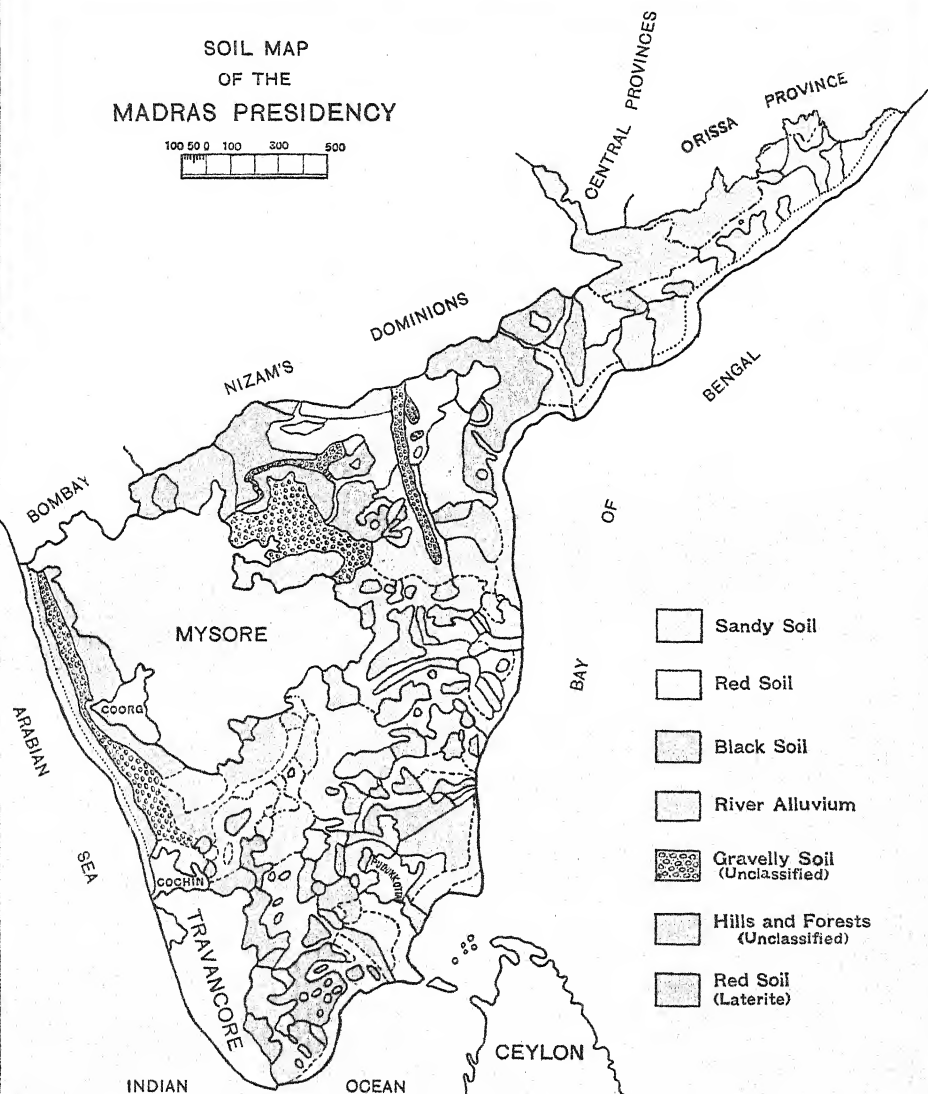 SOIL MAP
OF THE
MADRAS PRESIDENCY
100 50 0 100 300 500
CENTRAL PROVINCES
ORISSA PROVINCE
NIZAM'S DOMINIONS
BOMBAY
BAY OF BENGAL
MYSORE
COORG
ARABIAN SEA
COCHIN
PUDUKKOTTAI
TRAVANCORE
CEYLON
INDIAN OCEAN
Sandy Soil
Red Soil
Black Soil
River Alluvium
Gravelly Soil
(Unclassified)
Hills and Forests
(Unclassified)
Red Soil
(Laterite)